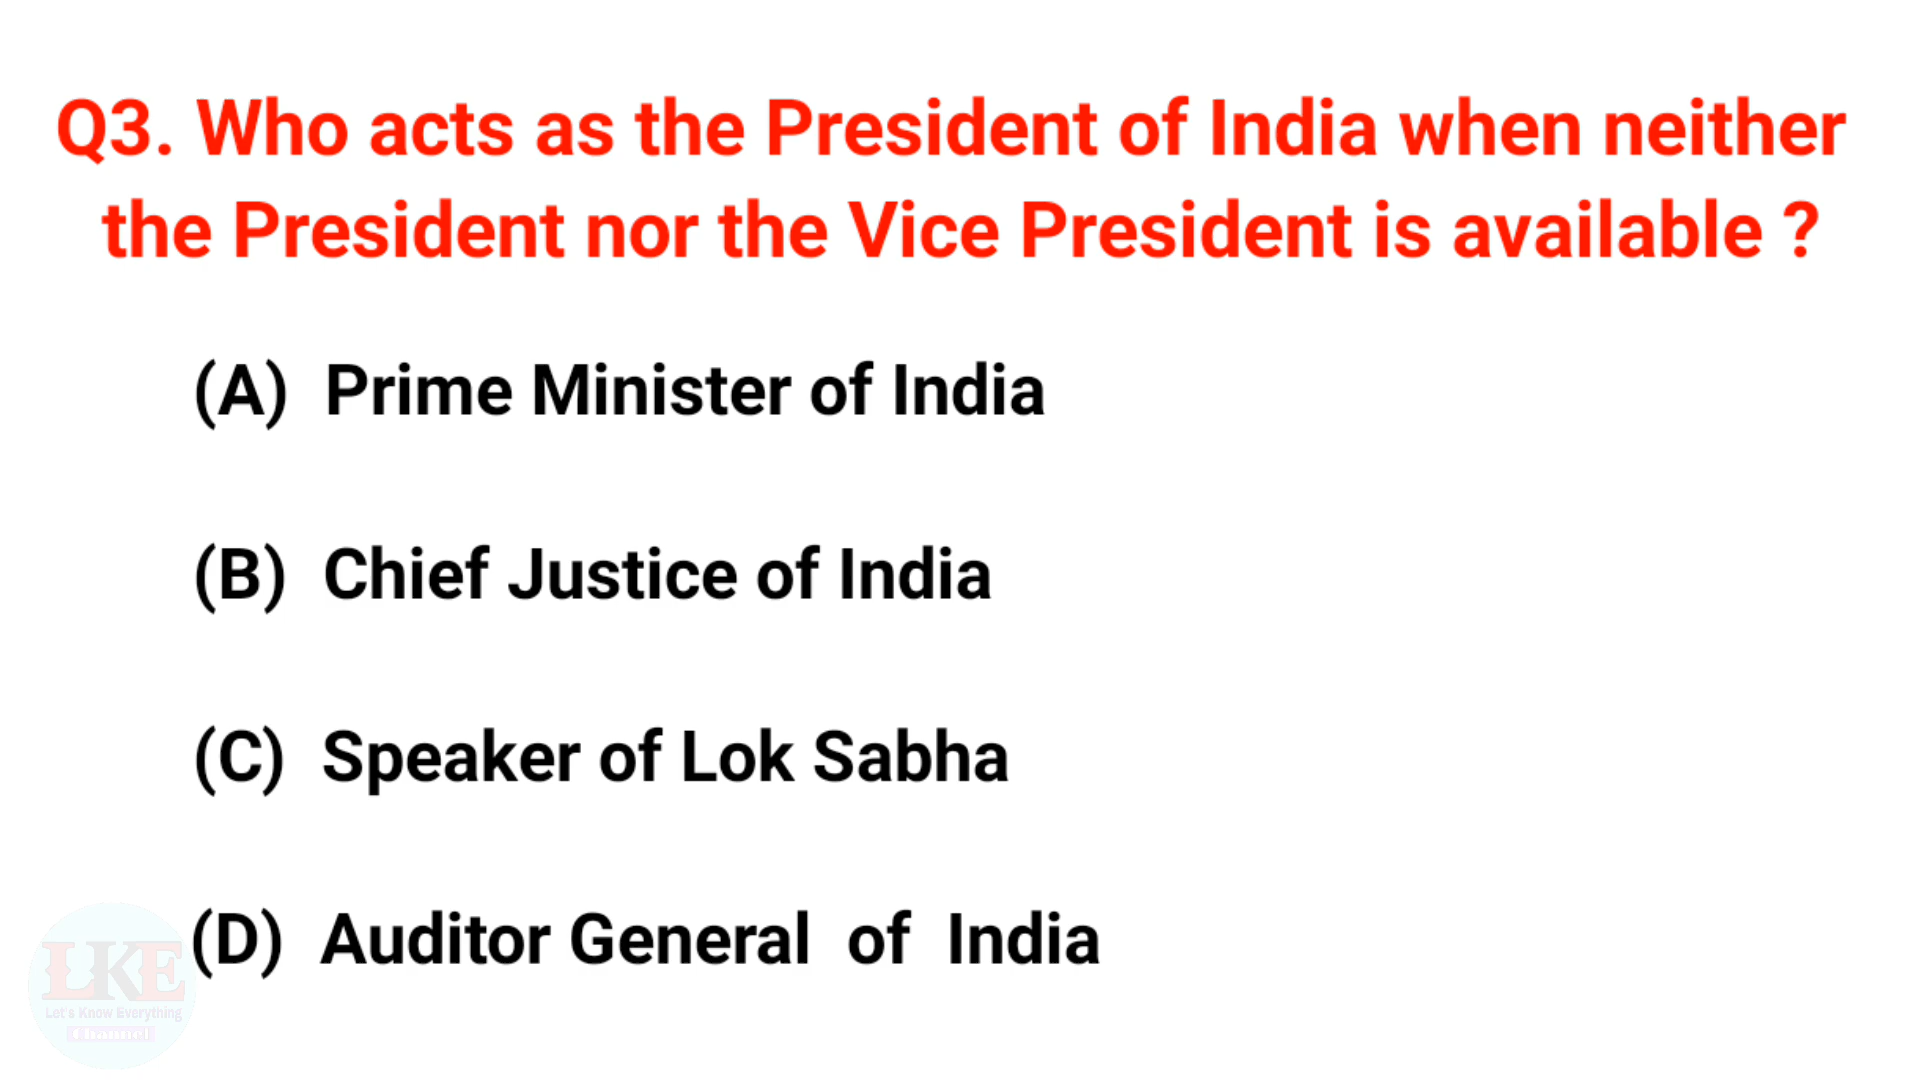 Q3. Who acts as the President of India when neither
the President nor the Vice President is available ?
(A) Prime Minister of India
(B) Chief Justice of India
(C) Speaker of Lok Sabha
(D) Auditor General of India
LKE
Let's Know Everything
Channel